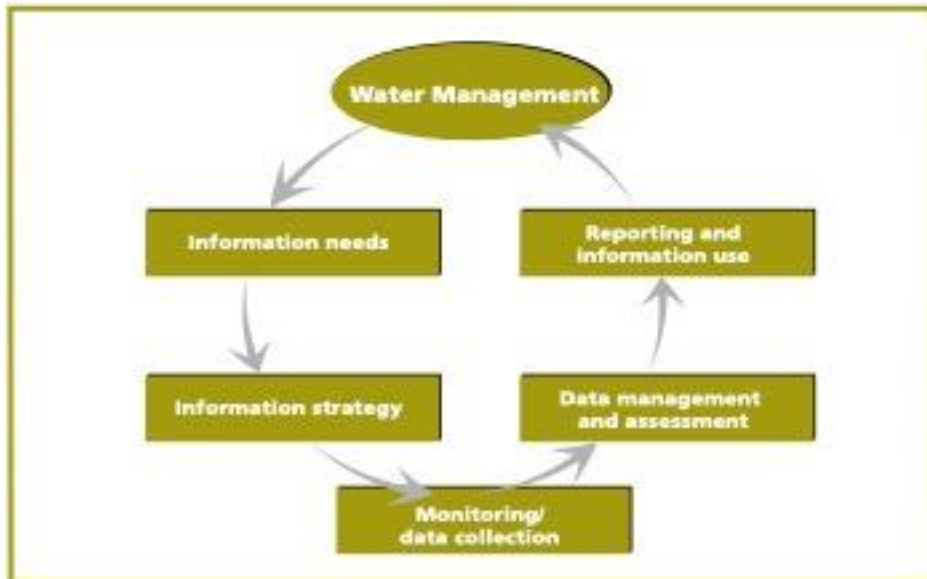 Water Management
Information needs
Reporting and
information use
Information strategy
Data management
and assessment
Monitoring/
data collection